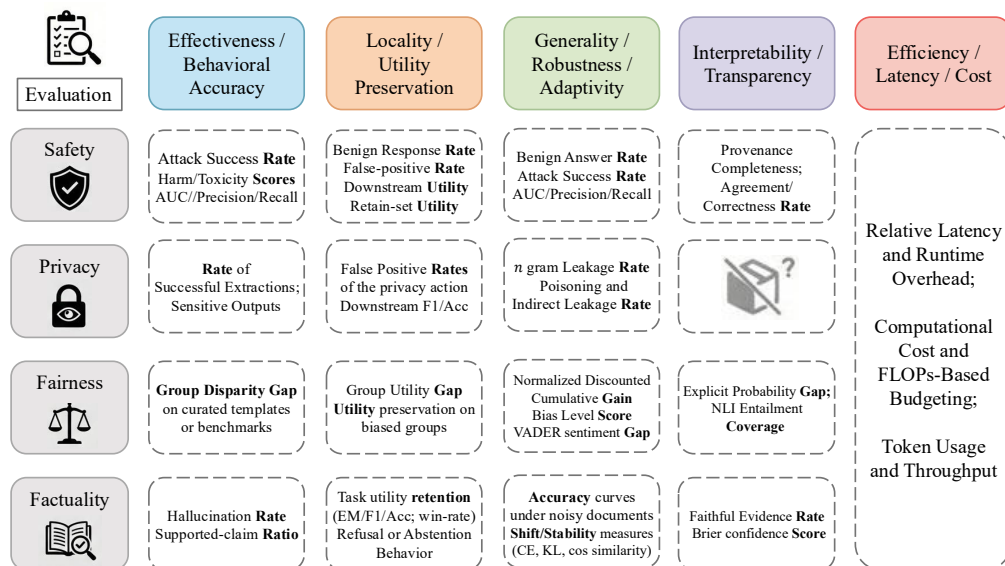 Evaluation
Effectiveness /
Behavioral
Accuracy
Locality /
Utility
Preservation
Generality /
Robustness /
Adaptivity
Interpretability /
Transparency
Efficiency /
Latency / Cost
Safety
Attack Success Rate
Harm/Toxicity Scores
AUC//Precision/Recall
Benign Response Rate
False-positive Rate
Downstream Utility
Retain-set Utility
Benign Answer Rate
Attack Success Rate
AUC/Precision/Recall
Provenance
Completeness;
Agreement/
Correctness Rate
Privacy
Rate of
Successful Extractions;
Sensitive Outputs
False Positive Rates
of the privacy action
Downstream F1/Acc
n gram Leakage Rate
Poisoning and
Indirect Leakage Rate
?
Fairness
Group Disparity Gap
on curated templates
or benchmarks
Group Utility Gap
Utility preservation on
biased groups
Normalized Discounted
Cumulative Gain
Bias Level Score
VADER sentiment Gap
Explicit Probability Gap;
NLI Entailment
Coverage
Factuality
Hallucination Rate
Supported-claim Ratio
Task utility retention
(EM/F1/Acc; win-rate)
Refusal or Abstention
Behavior
Accuracy curves
under noisy documents
Shift/Stability measures
(CE, KL, cos similarity)
Faithful Evidence Rate
Brier confidence Score
Relative Latency
and Runtime
Overhead;
Computational
Cost and
FLOPs-Based
Budgeting;
Token Usage
and Throughput